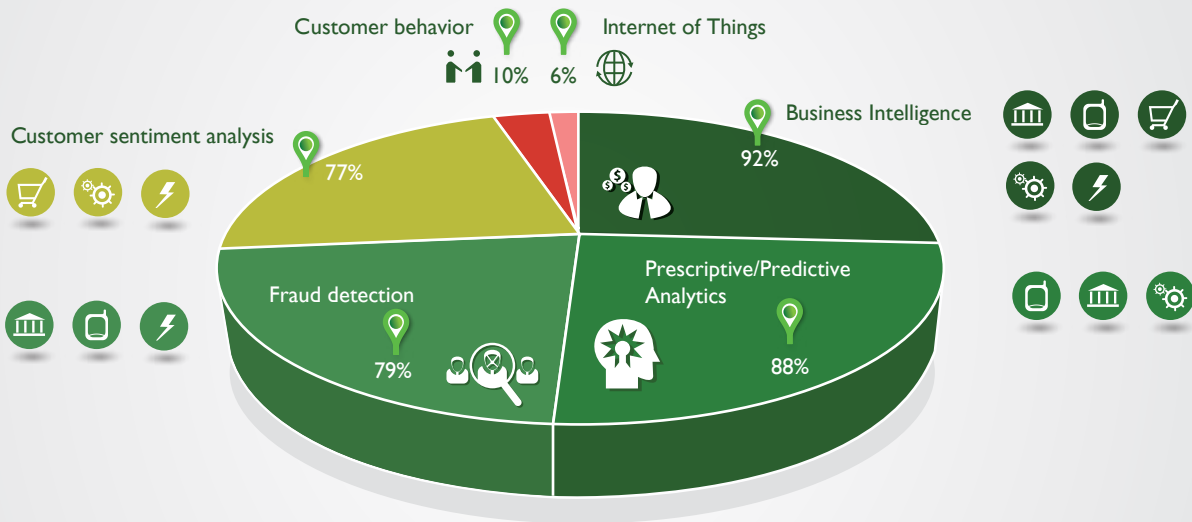 Customer behavior
Internet of Things
10%
6%
Business Intelligence
92%
Customer sentiment analysis
77%
$
$
$
Prescriptive/Predictive
Analytics
88%
Fraud detection
79%